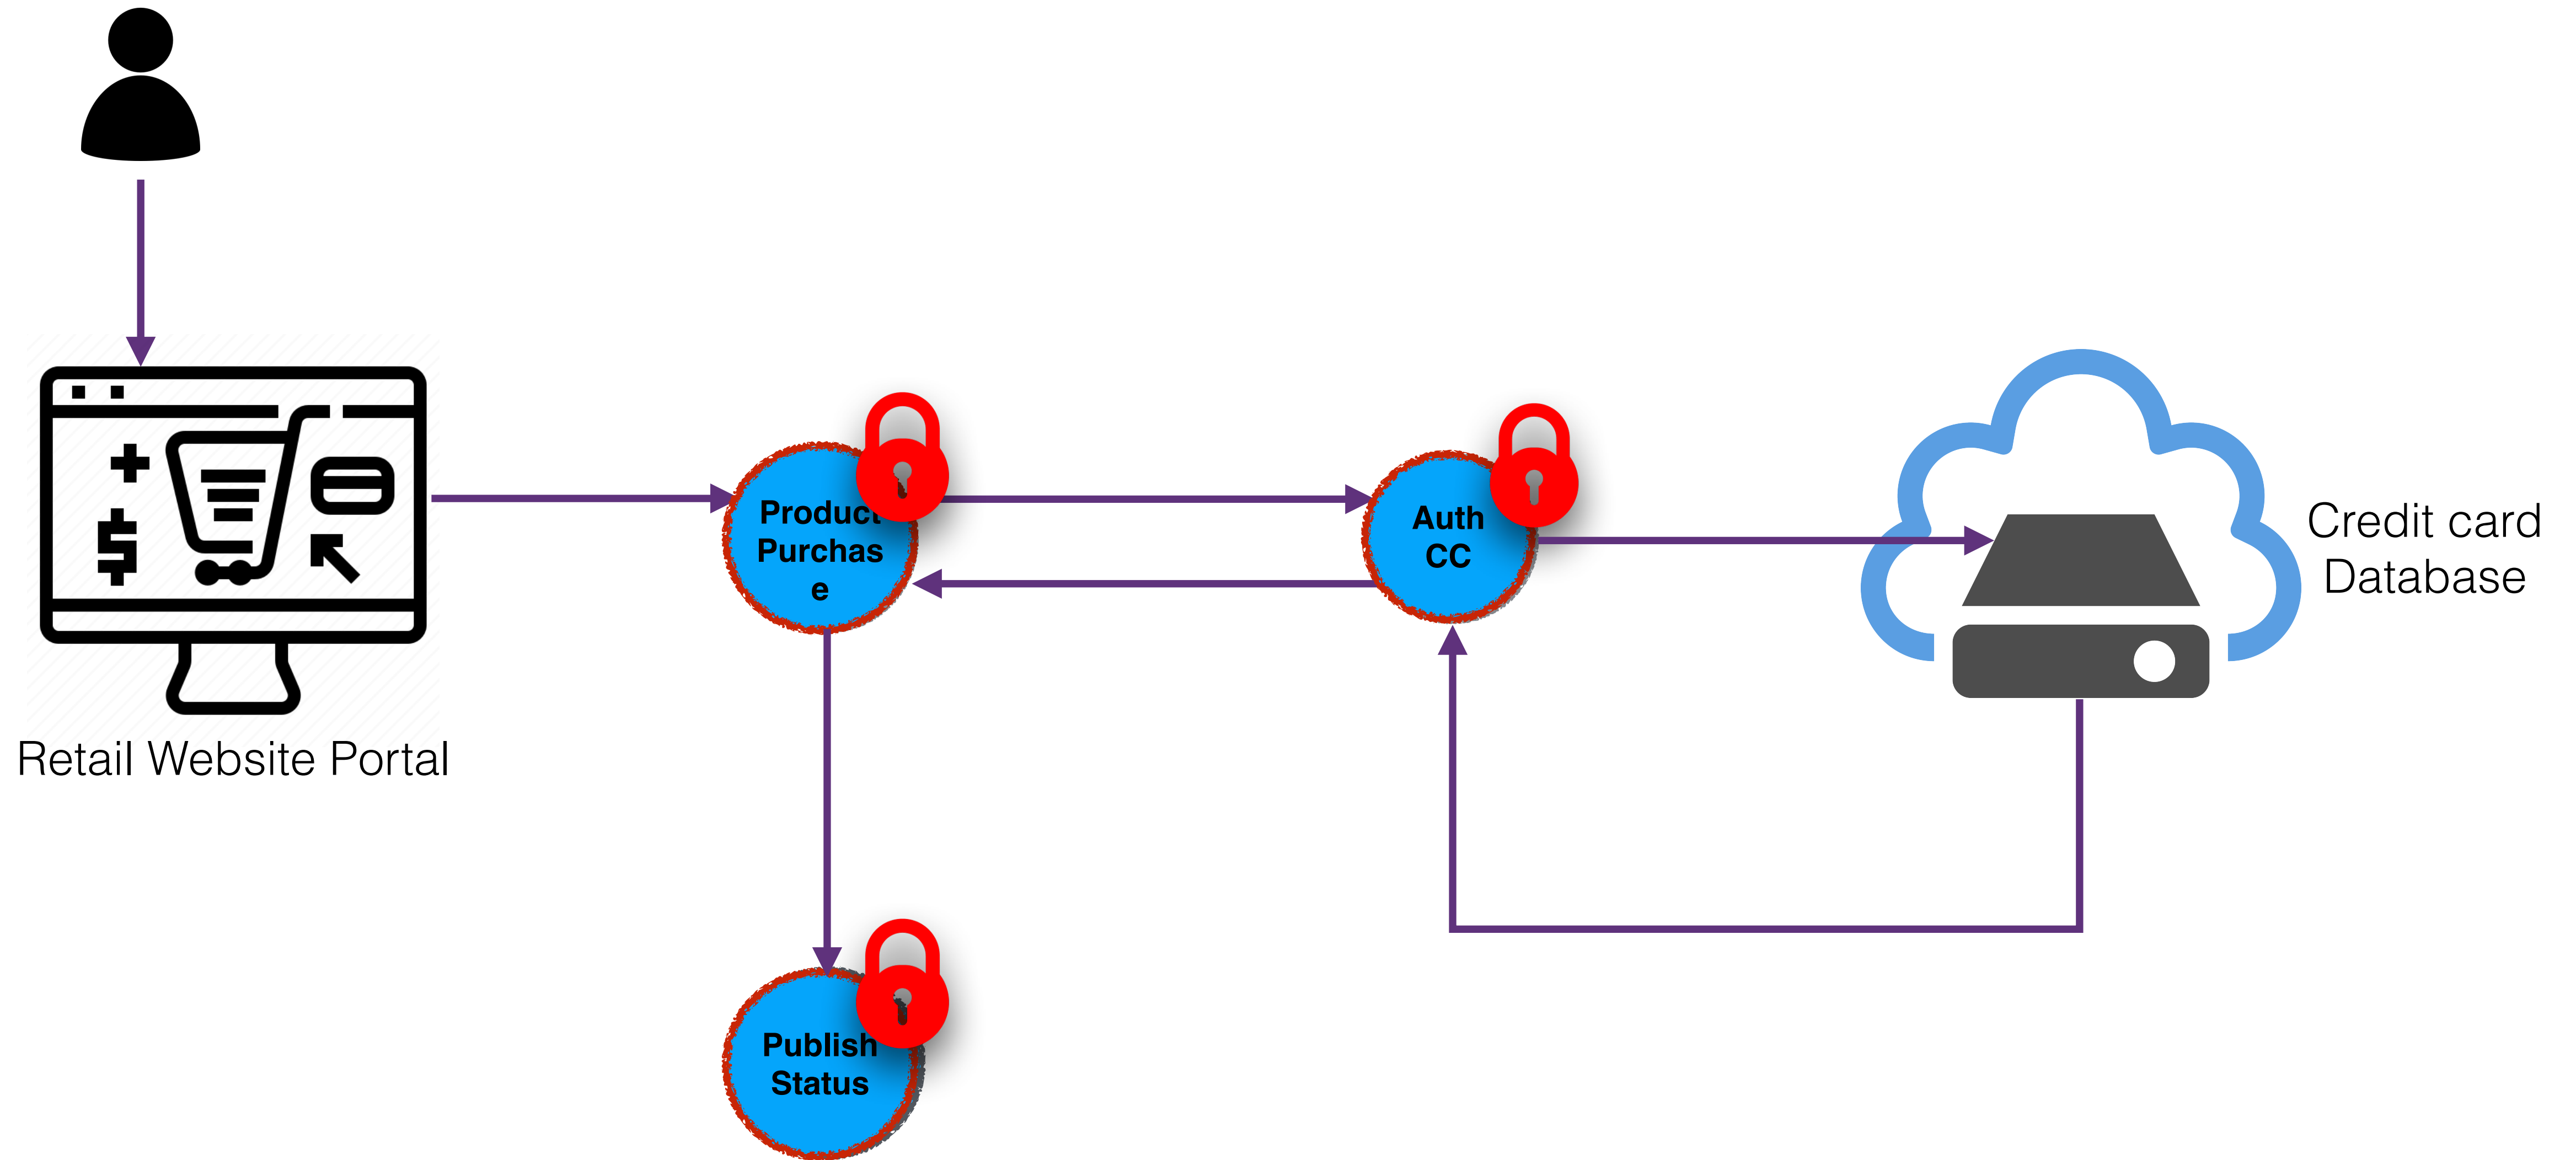 Retail Website Portal
Product
Purchas
e
Auth
CC
Credit card
Database
Publish
Status